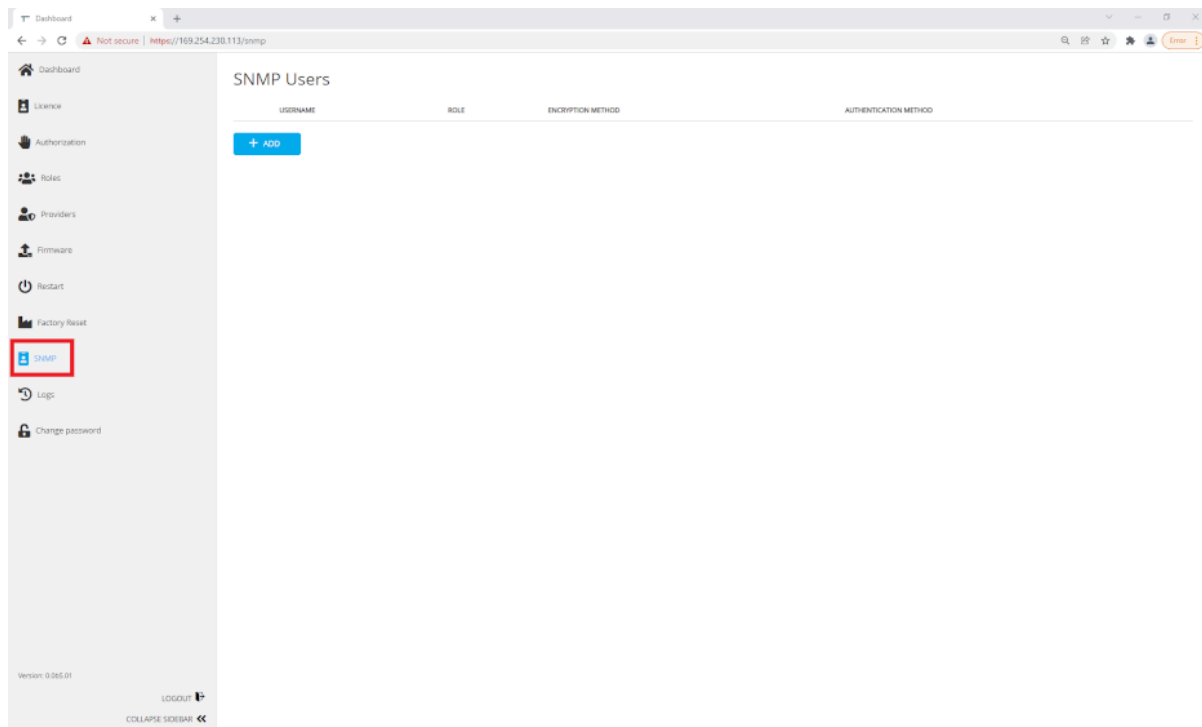 Dashboard
Not secure | https://169.254.230.113/snmp
Error
Dashboard
Licence
Authorization
Roles
Providers
Firmware
Restart
Factory Reset
SNMP
Logs
Change password
SNMP Users
USERNAME ROLE ENCRYPTION METHOD AUTHENTICATION METHOD
+ ADD
Version: 0.0b5.01
LOGOUT
COLLAPSE SIDEBAR